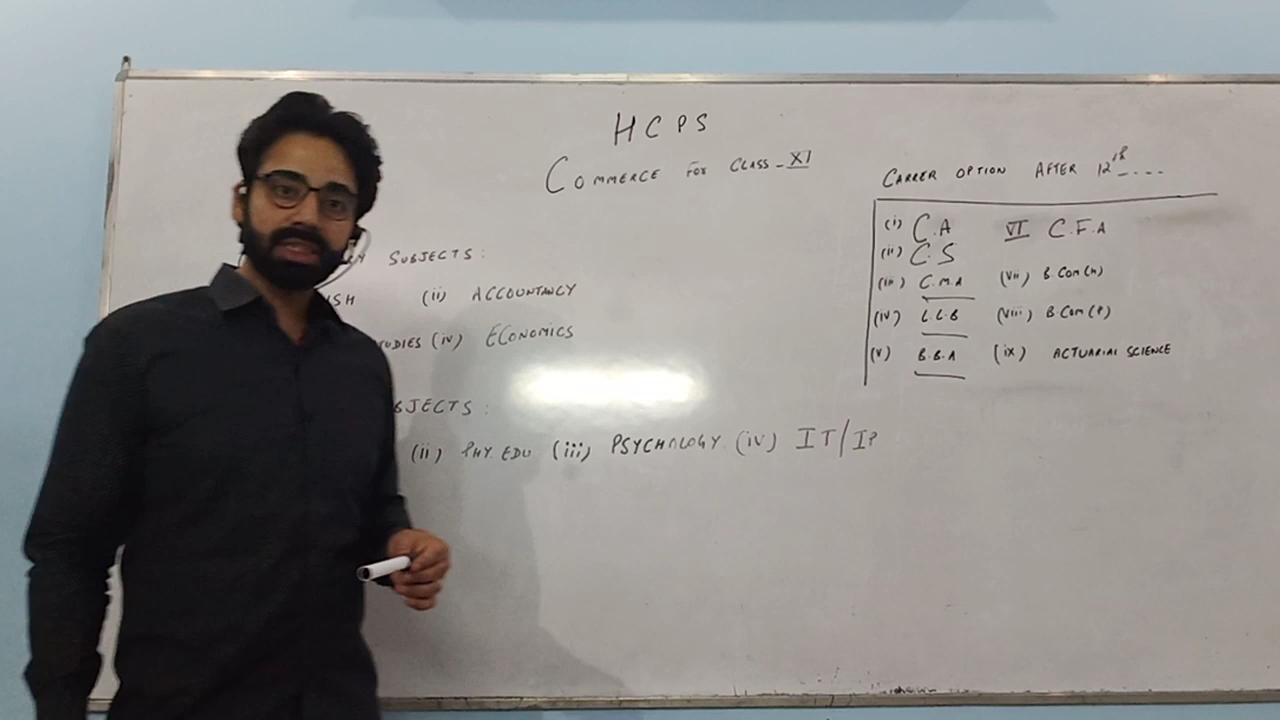 HCPS
COMMERCE FOR CLASS-XI
SUBJECTS:
(ii) ACCOUNTANCY
(iv) ECONOMICS
(ii) PHY. EDU (iii) PSYCHOLOGY (iv) IT/IP
CARRER OPTION AFTER 12th....
(i) C.A VI C.F.A
(ii) C.S
(iii) C.M.A (vii) B.Com(h)
(iv) L.L.B (viii) B.Com(P)
(v) B.B.A (ix) ACTUARIAL SCIENCE